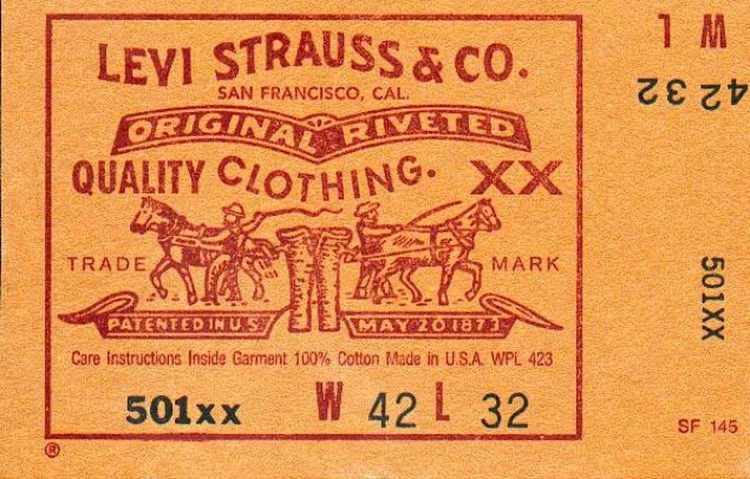 LEVI STRAUSS & CO.
SAN FRANCISCO, CAL.
ORIGINAL RIVETED
QUALITY CLOTHING. XX
TRADE MARK
PATENTED IN U.S. MAY 20 1873
Care Instructions Inside Garment 100% Cotton Made in U.S.A. WPL 423
501xx W 42 L 32
®
W L
42 32
501XX
SF 145